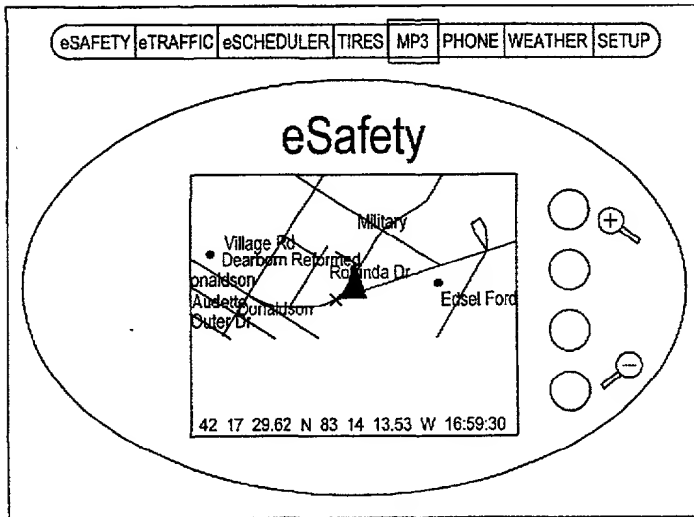 eSAFETY eTRAFFIC eSCHEDULER TIRES MP3 PHONE WEATHER SETUP
eSafety
Military
Village Rd
Dearborn Reformed
Dr
onaldson
Edsel Ford
Audette Donaldson
Outer Dr
42 17 29.62 N 83 14 13.53 W 16:59:30